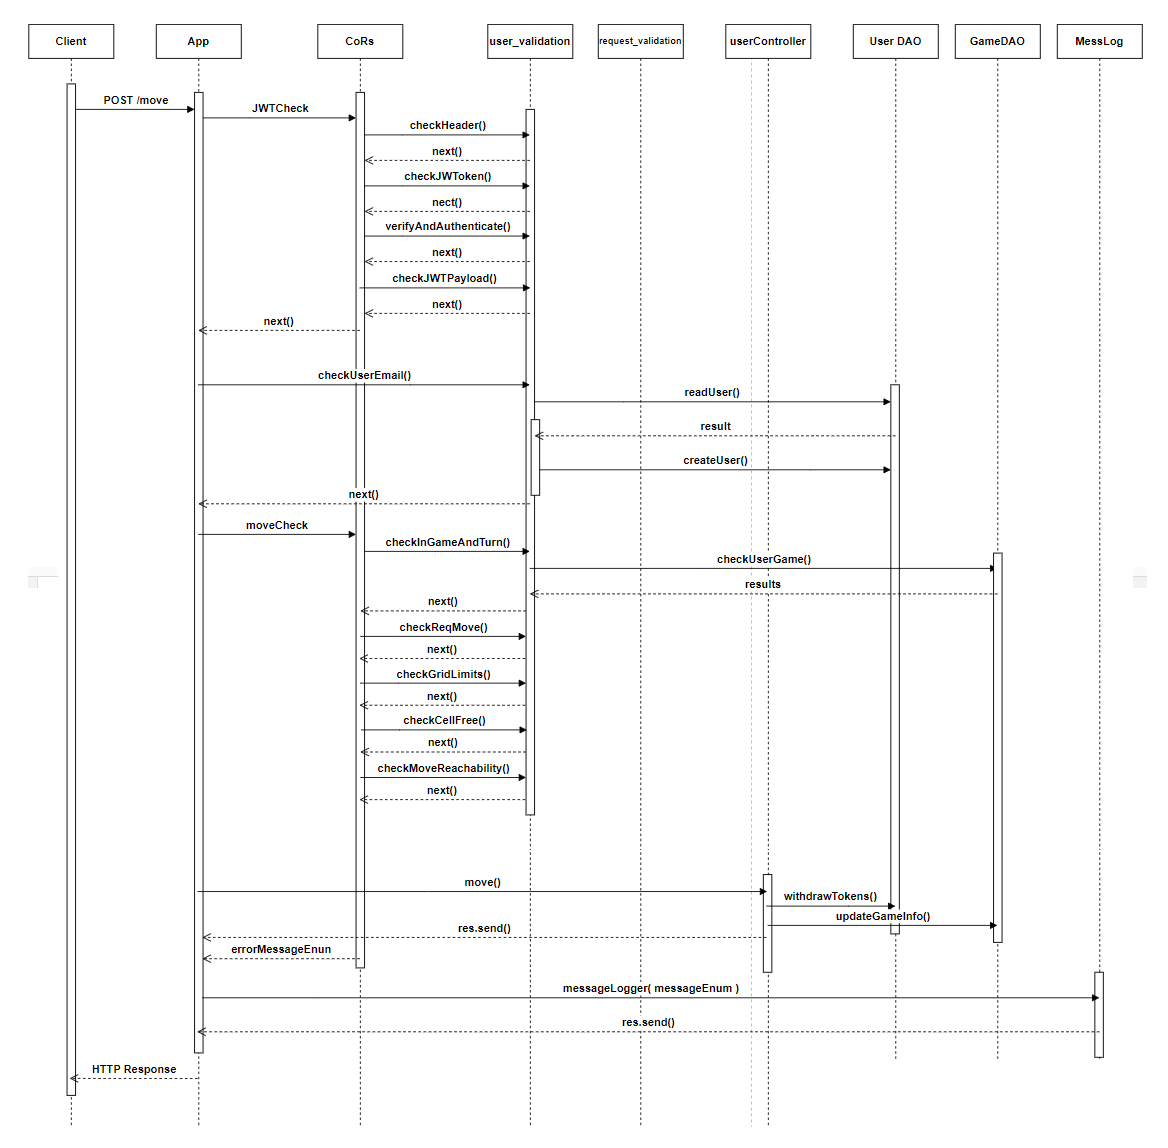 Client
App
CoRs
user_validation
request_validation
userController
User DAO
GameDAO
MessLog
POST /move
JWTCheck
checkHeader()
next()
checkJWToken()
nect()
verifyAndAuthenticate()
next()
checkJWTPayload()
next()
next()
checkUserEmail()
readUser()
result
createUser()
next()
moveCheck
checkInGameAndTurn()
checkUserGame()
results
next()
checkReqMove()
next()
checkGridLimits()
next()
checkCellFree()
next()
checkMoveReachability()
next()
move()
withdrawTokens()
updateGameInfo()
res.send()
errorMessageEnun
messageLogger( messageEnum )
res.send()
HTTP Response